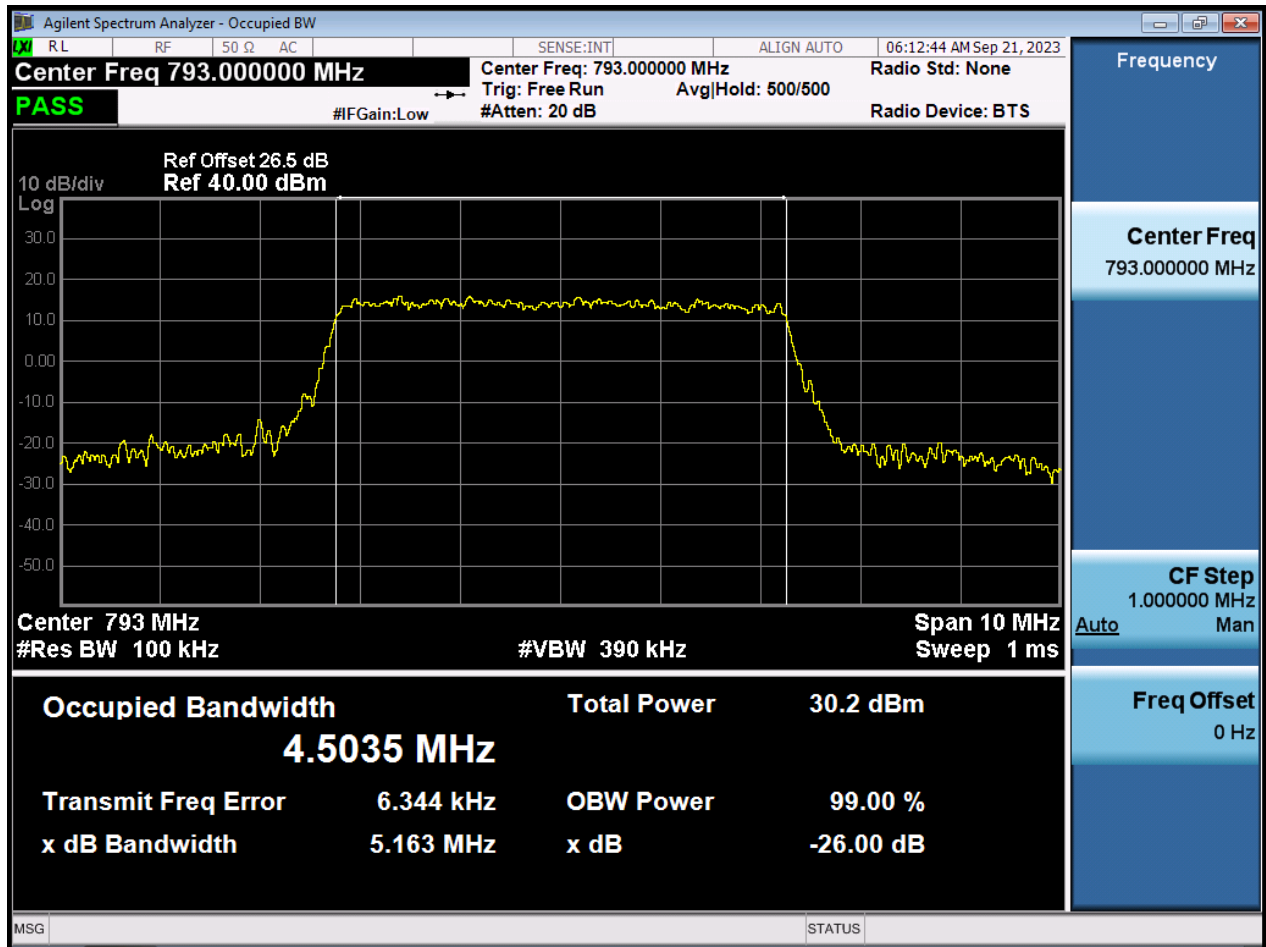 Agilent Spectrum Analyzer - Occupied BW
LXI RL RF 50 Ω AC SENSE:INT ALIGN AUTO 06:12:44 AM Sep 21, 2023
Center Freq 793.000000 MHz
PASS
#IFGain:Low
Center Freq: 793.000000 MHz
Trig: Free Run Avg|Hold: 500/500
#Atten: 20 dB
Radio Std: None
Radio Device: BTS
Ref Offset 26.5 dB
10 dB/div Ref 40.00 dBm
Log
30.0
20.0
10.0
0.00
-10.0
-20.0
-30.0
-40.0
-50.0
Center 793 MHz Span 10 MHz
#Res BW 100 kHz #VBW 390 kHz Sweep 1 ms
Occupied Bandwidth Total Power 30.2 dBm
4.5035 MHz
Transmit Freq Error 6.344 kHz OBW Power 99.00 %
x dB Bandwidth 5.163 MHz x dB -26.00 dB
MSG STATUS
Frequency
Center Freq
793.000000 MHz
CF Step
1.000000 MHz
Auto Man
Freq Offset
0 Hz